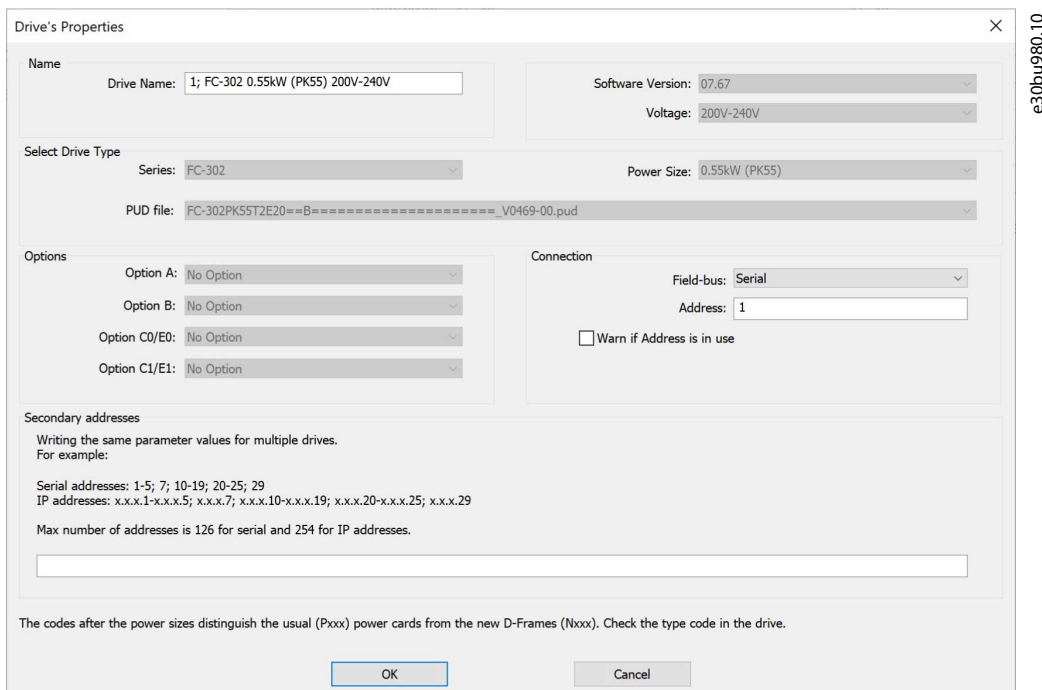 Drive's Properties
e30bu980.10
Name
Drive Name: 1; FC-302 0.55kW (PK55) 200V-240V
Software Version: 07.67
Voltage: 200V-240V
Select Drive Type
Series: FC-302
Power Size: 0.55kW (PK55)
PUD file: FC-302PK55T2E20==B=====================_V0469-00.pud
Options
Option A: No Option
Option B: No Option
Option C0/E0: No Option
Option C1/E1: No Option
Connection
Field-bus: Serial
Address: 1
Warn if Address is in use
Secondary addresses
Writing the same parameter values for multiple drives.
For example:
Serial addresses: 1-5; 7; 10-19; 20-25; 29
IP addresses: x.x.x.1-x.x.x.5; x.x.x.7; x.x.x.10-x.x.x.19; x.x.x.20-x.x.x.25; x.x.x.29
Max number of addresses is 126 for serial and 254 for IP addresses.
The codes after the power sizes distinguish the usual (Pxxx) power cards from the new D-Frames (Nxxx). Check the type code in the drive.
OK
Cancel